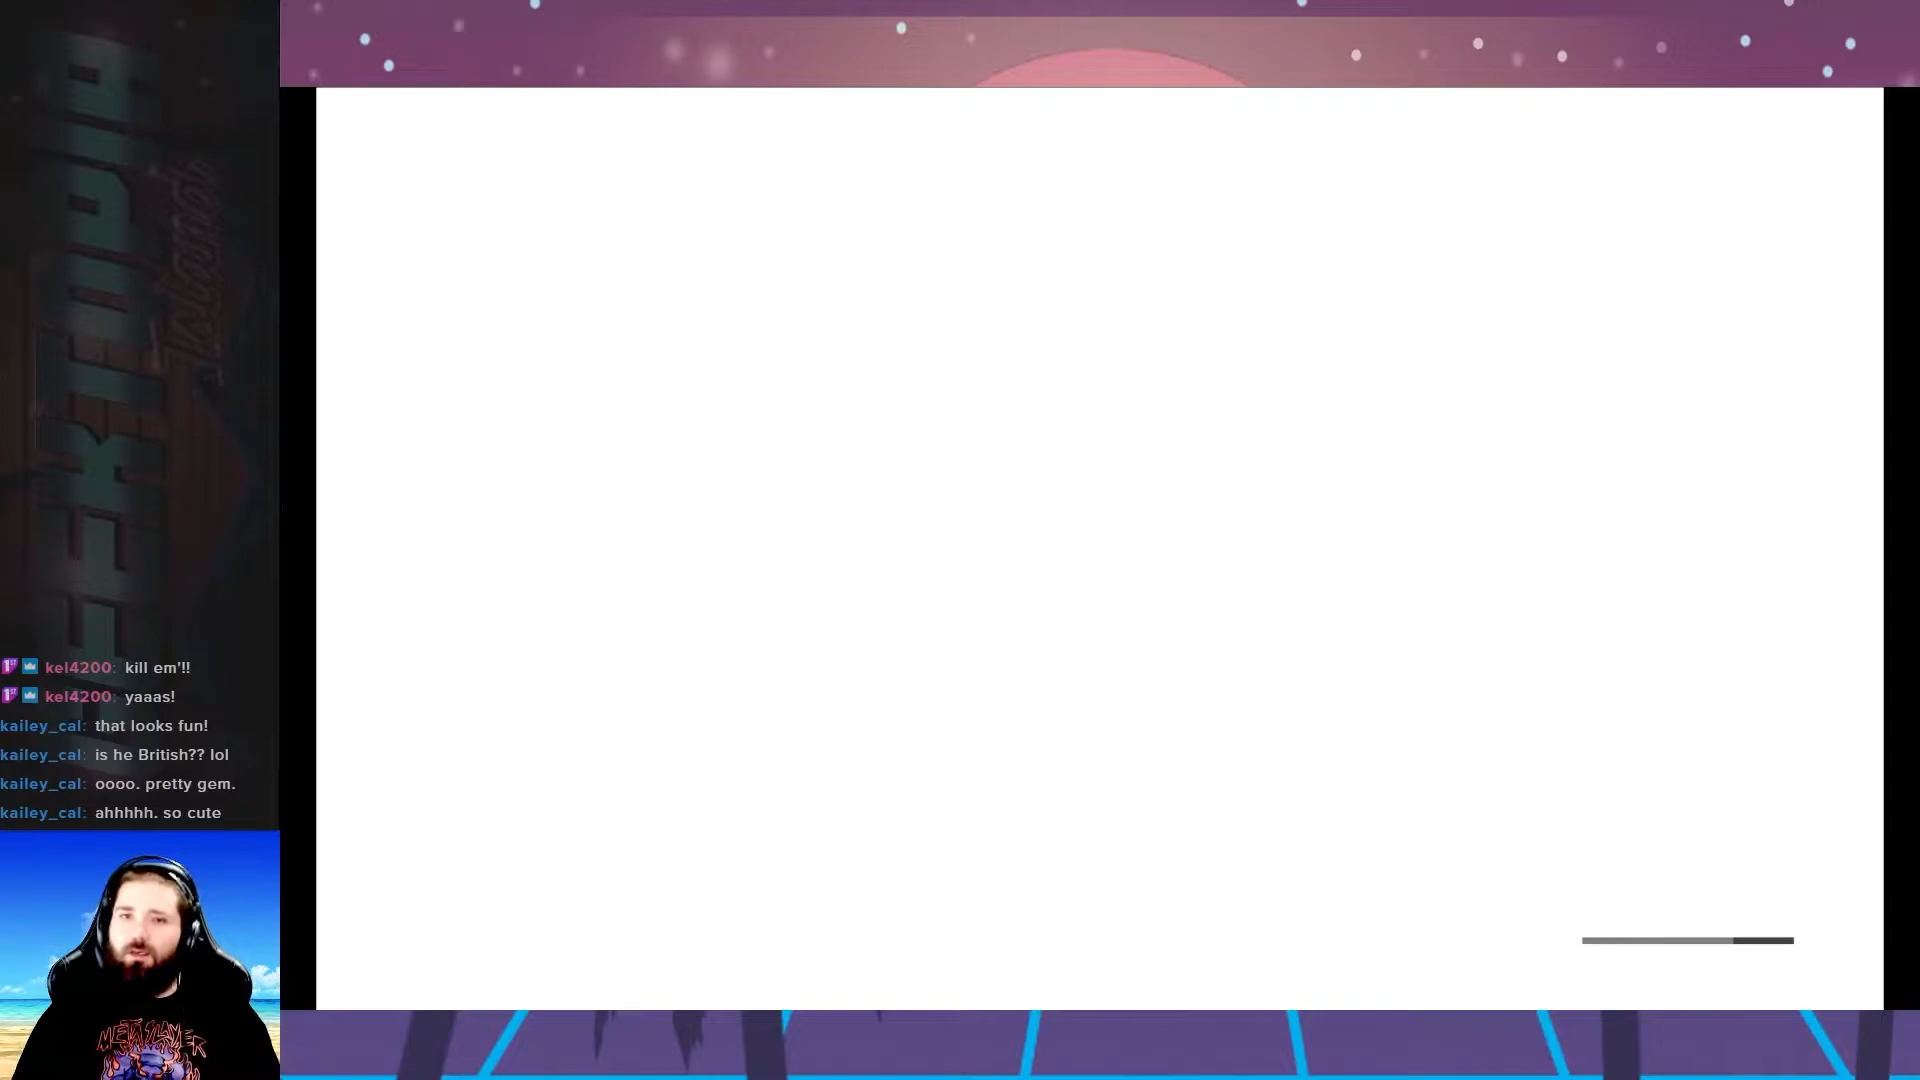 kel4200: kill em'!!
kel4200: yaaas!
kailey_cal: that looks fun!
kailey_cal: is he British?? lol
kailey_cal: oooo. pretty gem.
kailey_cal: ahhhhh. so cute
METALSLAYER